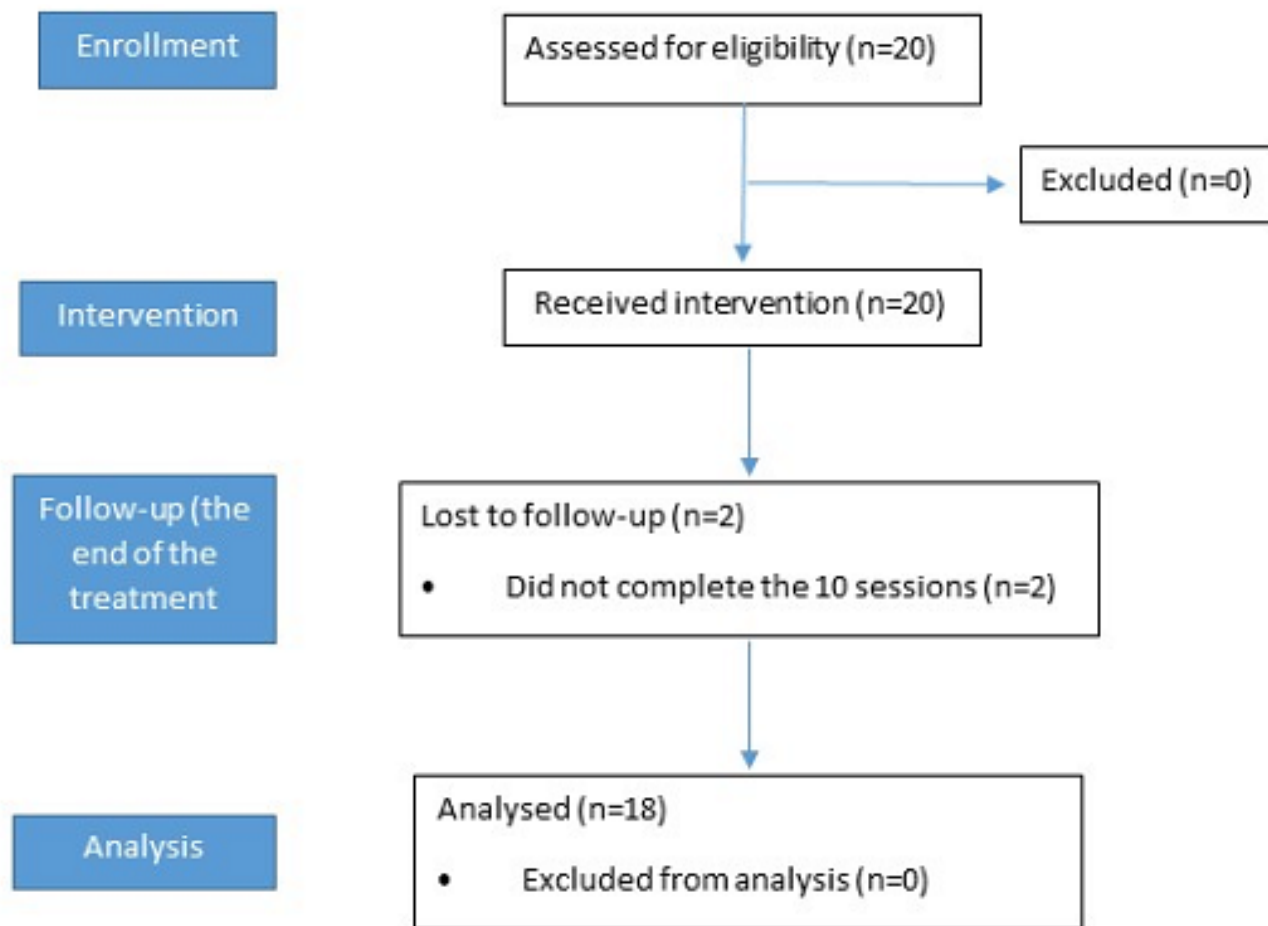 Enrollment
Assessed for eligibility (n=20)
Excluded (n=0)
Intervention
Received intervention (n=20)
Follow-up (the
end of the
treatment
Lost to follow-up (n=2)
• Did not complete the 10 sessions (n=2)
Analysis
Analysed (n=18)
• Excluded from analysis (n=0)